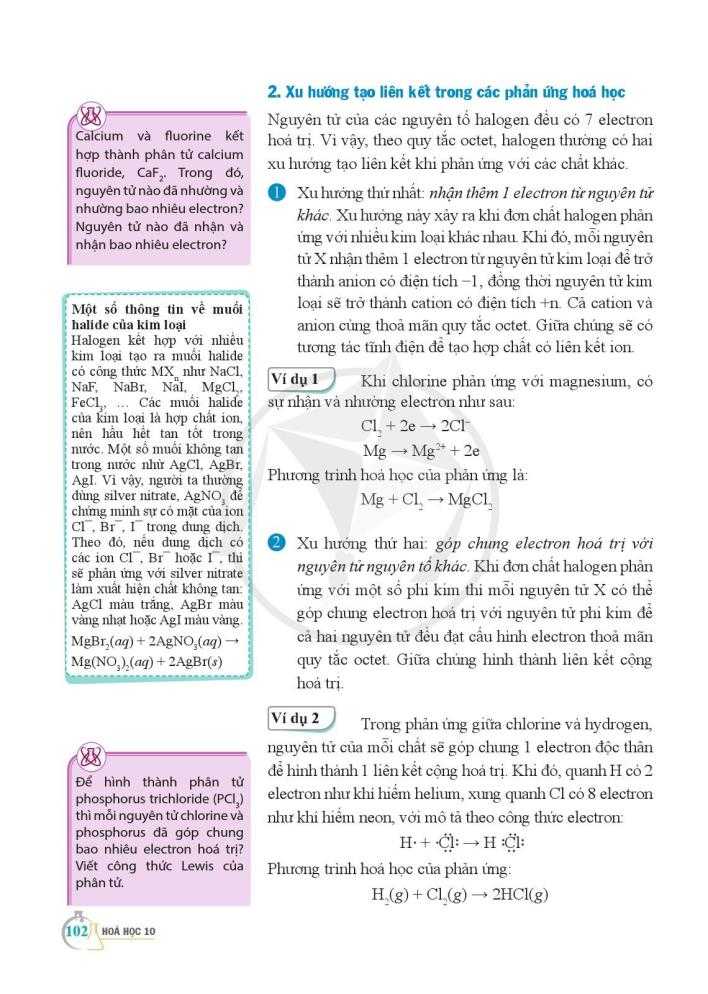 2. Xu hướng tạo liên kết trong các phản ứng hoá học
Nguyên tử của các nguyên tố halogen đều có 7 electron
hoá trị. Vì vậy, theo quy tắc octet, halogen thường có hai
xu hướng tạo liên kết khi phản ứng với các chất khác.
1 Xu hướng thứ nhất: nhận thêm 1 electron từ nguyên tử
khác. Xu hướng này xảy ra khi đơn chất halogen phản
ứng với nhiều kim loại khác nhau. Khi đó, mỗi nguyên
tử X nhận thêm 1 electron từ nguyên tử kim loại để trở
thành anion có điện tích −1, đồng thời nguyên tử kim
loại sẽ trở thành cation có điện tích +n. Cả cation và
anion cùng thoả mãn quy tắc octet. Giữa chúng sẽ có
tương tác tĩnh điện để tạo hợp chất có liên kết ion.
Ví dụ 1 Khi chlorine phản ứng với magnesium, có
sự nhận và nhường electron như sau:
Cl₂ + 2e → 2Cl⁻
Mg → Mg²⁺ + 2e
Phương trình hoá học của phản ứng là:
Mg + Cl₂ → MgCl₂
2 Xu hướng thứ hai: góp chung electron hoá trị với
nguyên tử nguyên tố khác. Khi đơn chất halogen phản
ứng với một số phi kim thì mỗi nguyên tử X có thể
góp chung electron hoá trị với nguyên tử phi kim để
cả hai nguyên tử đều đạt cấu hình electron thoả mãn
quy tắc octet. Giữa chúng hình thành liên kết cộng
hoá trị.
Ví dụ 2 Trong phản ứng giữa chlorine và hydrogen,
nguyên tử của mỗi chất sẽ góp chung 1 electron độc thân
để hình thành 1 liên kết cộng hoá trị. Khi đó, quanh H có 2
electron như khí hiếm helium, xung quanh Cl có 8 electron
như khí hiếm neon, với mô tả theo công thức electron:
H· + ·C̤̈l: → H :C̤̈l:
Phương trình hoá học của phản ứng:
H₂(g) + Cl₂(g) → 2HCl(g)
Calcium và fluorine kết
hợp thành phân tử calcium
fluoride, CaF₂. Trong đó,
nguyên tử nào đã nhường và
nhường bao nhiêu electron?
Nguyên tử nào đã nhận và
nhận bao nhiêu electron?
Một số thông tin về muối
halide của kim loại
Halogen kết hợp với nhiều
kim loại tạo ra muối halide
có công thức MXₙ như NaCl,
NaF, NaBr, NaI, MgCl₂,
FeCl₃, … Các muối halide
của kim loại là hợp chất ion,
nên hầu hết tan tốt trong
nước. Một số muối không tan
trong nước như AgCl, AgBr,
AgI. Vì vậy, người ta thường
dùng silver nitrate, AgNO₃ để
chứng minh sự có mặt của ion
Cl⁻, Br⁻, I⁻ trong dung dịch.
Theo đó, nếu dung dịch có
các ion Cl⁻, Br⁻ hoặc I⁻, thì
sẽ phản ứng với silver nitrate
làm xuất hiện chất không tan:
AgCl màu trắng, AgBr màu
vàng nhạt hoặc AgI màu vàng.
MgBr₂(aq) + 2AgNO₃(aq) →
Mg(NO₃)₂(aq) + 2AgBr(s)
Để hình thành phân tử
phosphorus trichloride (PCl₃)
thì mỗi nguyên tử chlorine và
phosphorus đã góp chung
bao nhiêu electron hoá trị?
Viết công thức Lewis của
phân tử.
102 HOÁ HỌC 10